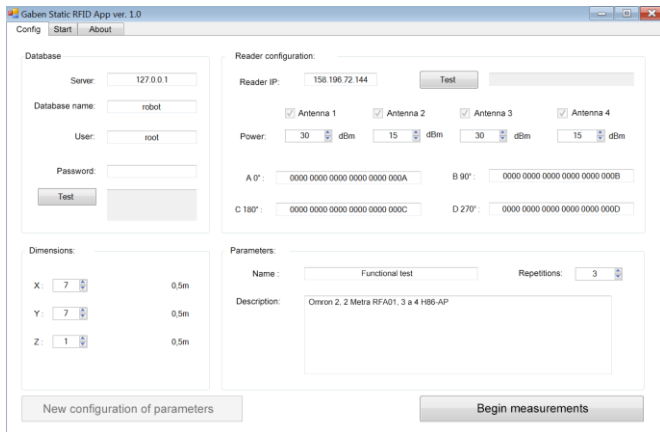 Gaben Static RFID App ver. 1.0
Config Start About
Database
Server: 127.0.0.1
Database name: robot
User: root
Password:
Test
Reader configuration:
Reader IP: 158.196.72.144 Test
Antenna 1 Antenna 2 Antenna 3 Antenna 4
Power: 30 dBm 15 dBm 30 dBm 15 dBm
A 0° : 0000 0000 0000 0000 0000 000A B 90° : 0000 0000 0000 0000 0000 000B
C 180° : 0000 0000 0000 0000 0000 000C D 270° : 0000 0000 0000 0000 0000 000D
Dimensions:
X : 7 0,5m
Y : 7 0,5m
Z : 1 0,5m
Parameters:
Name : Functional test Repetitions: 3
Description: Omron 2, 2 Metra RFA01, 3 a 4 H86-AP
New configuration of parameters Begin measurements